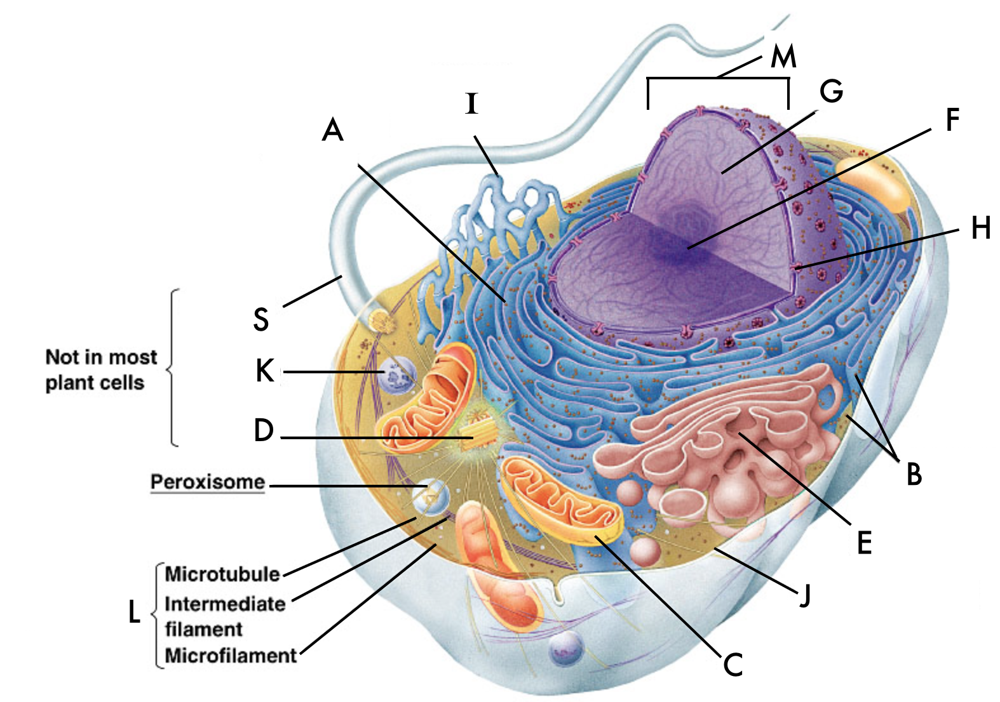 M
G
I
F
A
H
S
Not in most
plant cells
K
D
B
Peroxisome
E
Microtubule
J
Intermediate
L
filament
Microfilament
C